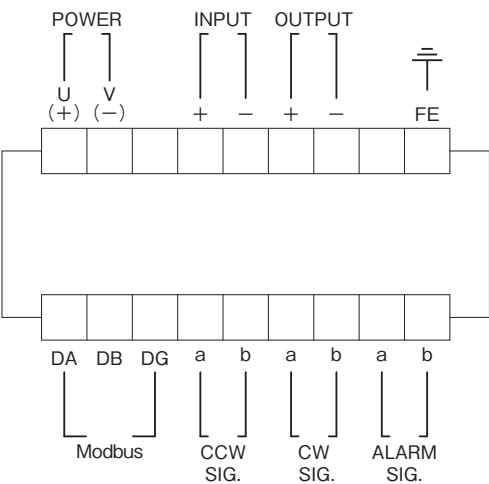 POWER INPUT OUTPUT
U V
(+) (−) + − + − FE
DA DB DG a b a b a b
Modbus CCW CW ALARM
SIG. SIG. SIG.